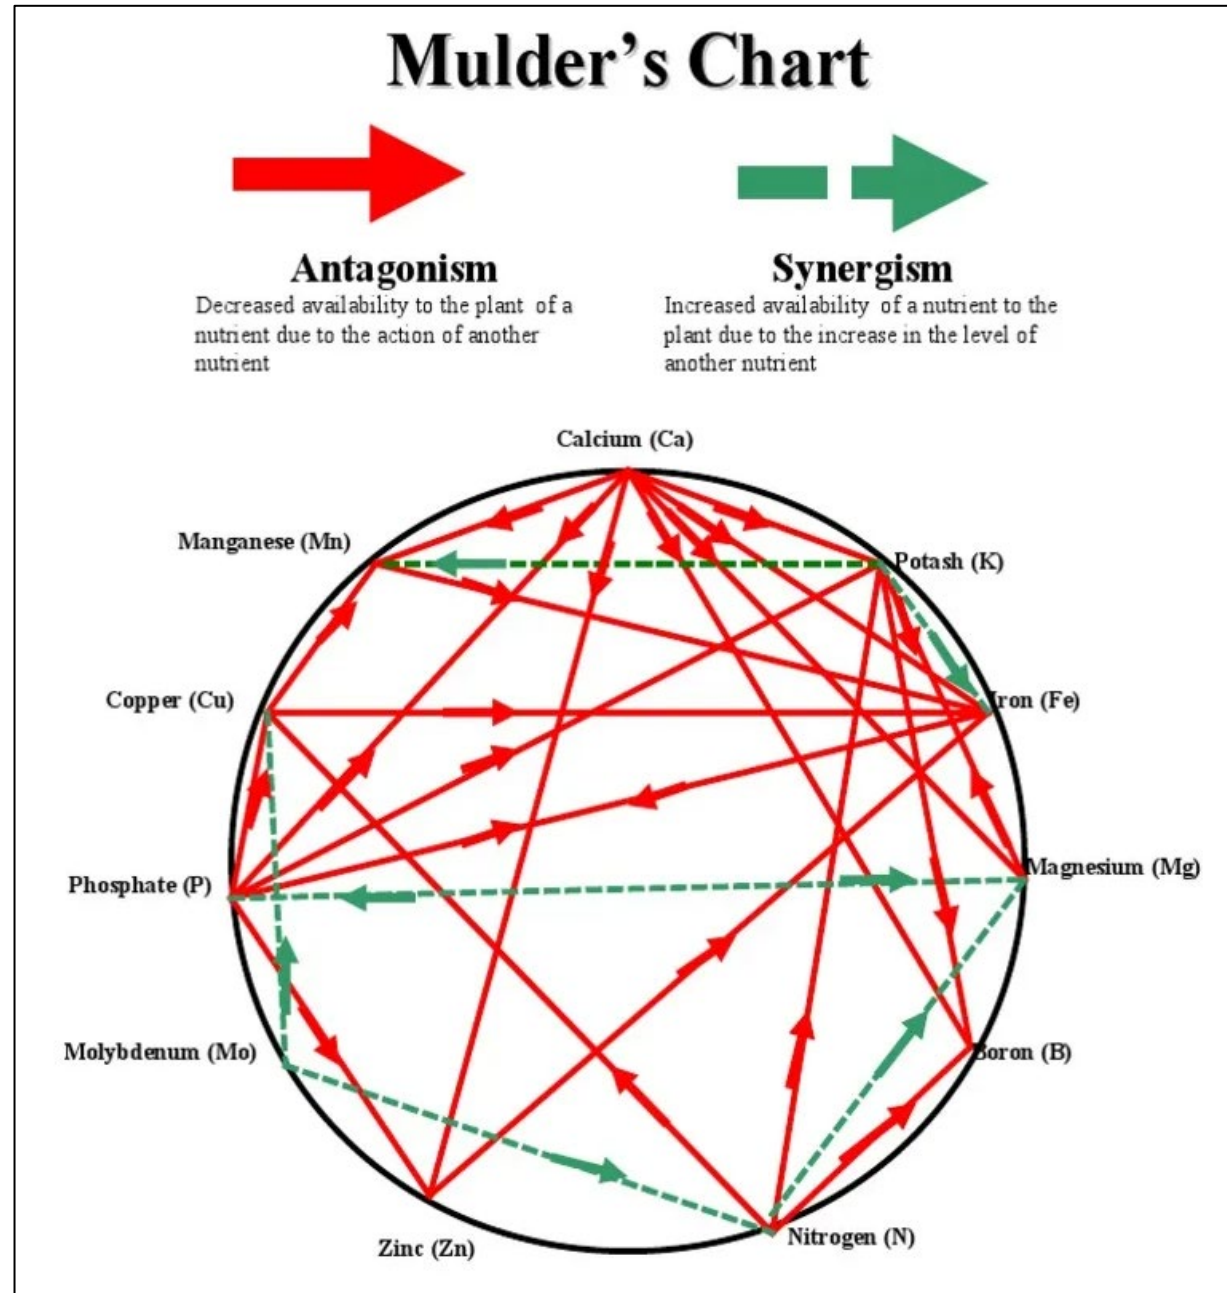 Mulder's Chart
Antagonism
Decreased availability to the plant of a
nutrient due to the action of another
nutrient
Synergism
Increased availability of a nutrient to the
plant due to the increase in the level of
another nutrient
Calcium (Ca)
Manganese (Mn)
Potash (K)
Copper (Cu)
Iron (Fe)
Phosphate (P)
Magnesium (Mg)
Molybdenum (Mo)
Boron (B)
Zinc (Zn)
Nitrogen (N)